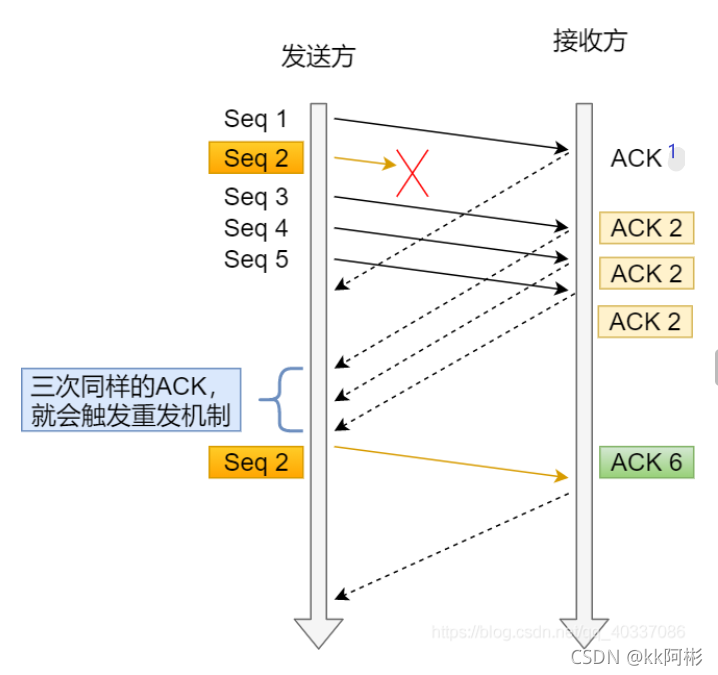 发送方
接收方
Seq 1
ACK 1
Seq 2
Seq 3
ACK 2
Seq 4
Seq 5
ACK 2
ACK 2
三次同样的ACK，
就会触发重发机制
Seq 2
ACK 6
https://blog.csdn.net/qq_40337086
CSDN @kk阿彬